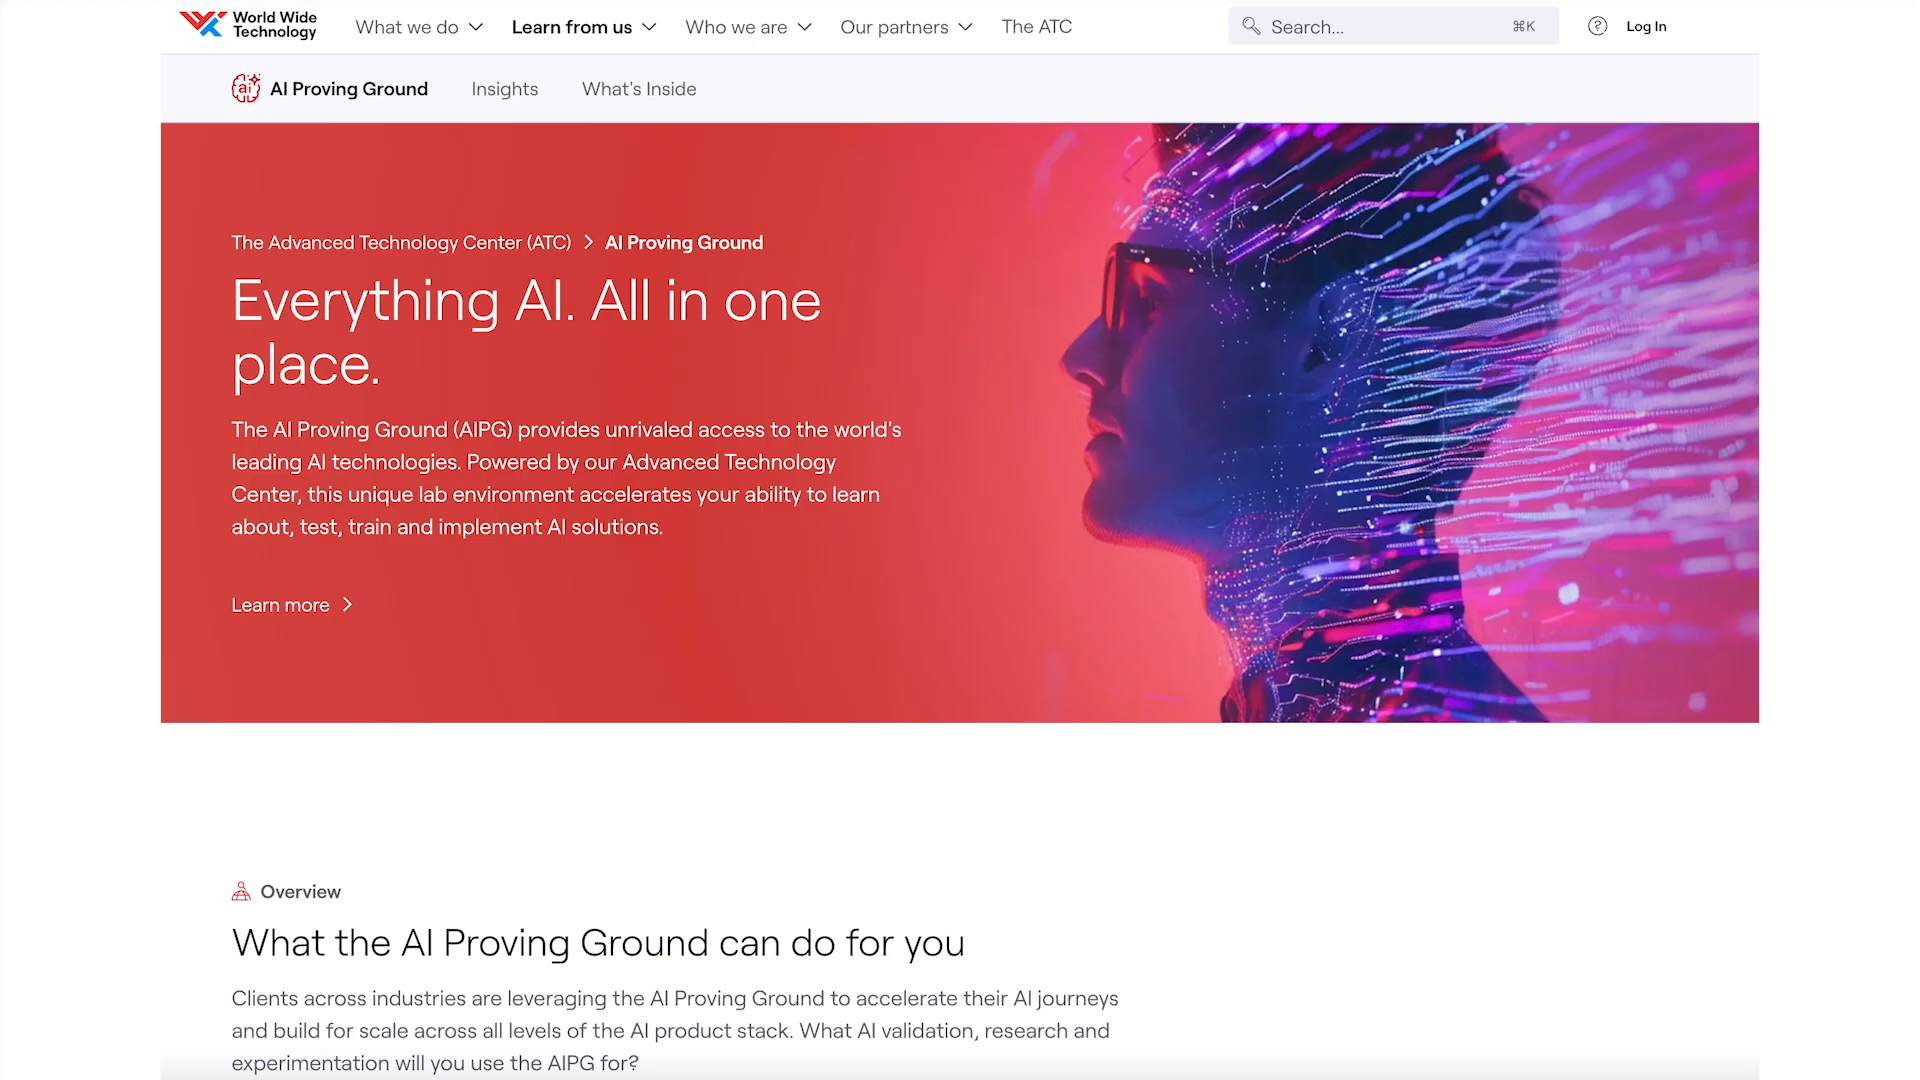 World Wide
Technology
What we do
Learn from us
Who we are
Our partners
The ATC
Search...
⌘K
?
Log In
ai
AI Proving Ground
Insights
What's Inside
The Advanced Technology Center (ATC) > AI Proving Ground
Everything AI. All in one
place.
The AI Proving Ground (AIPG) provides unrivaled access to the world's
leading AI technologies. Powered by our Advanced Technology
Center, this unique lab environment accelerates your ability to learn
about, test, train and implement AI solutions.
Learn more >
Overview
What the AI Proving Ground can do for you
Clients across industries are leveraging the AI Proving Ground to accelerate their AI journeys
and build for scale across all levels of the AI product stack. What AI validation, research and
experimentation will you use the AIPG for?